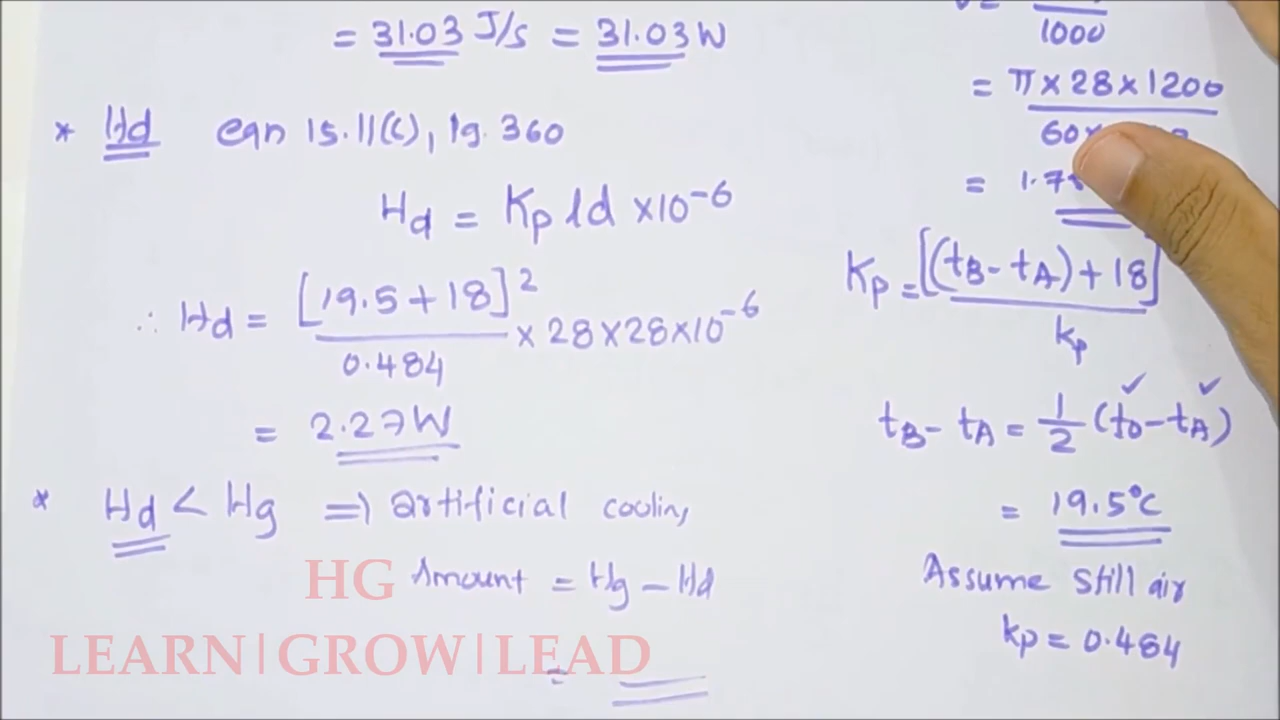 = 31.03 J/s = 31.03 W
* Hd eqn 15.11(c), Pg. 360
Hd = Kp ld ×10⁻⁶
∴ Hd = [19.5 + 18]² / 0.484 × 28×28×10⁻⁶
= 2.27W
* Hd < Hg ⇒ artificial cooling
Amount = Hg − Hd
=
1000
= π × 28 × 1200
60×
= 1.7
Kp = [(tB − tA) + 18] / kp
tB − tA = 1/2 (to − tA)
✓ ✓
= 19.5°C
Assume still air
kp = 0.484
HG
LEARN|GROW|LEAD